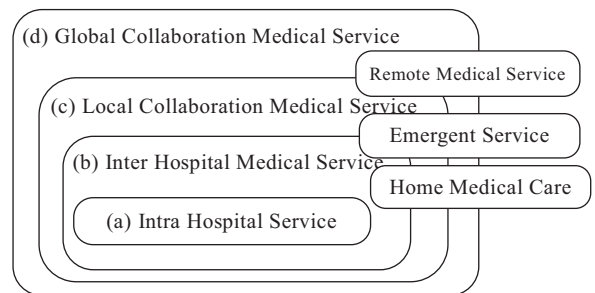 (d) Global Collaboration Medical Service
Remote Medical Service
(c) Local Collaboration Medical Service
Emergent Service
(b) Inter Hospital Medical Service
Home Medical Care
(a) Intra Hospital Service